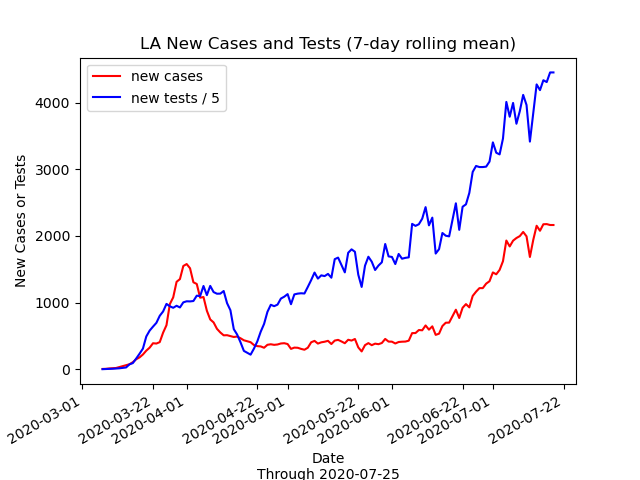 LA New Cases and Tests (7-day rolling mean)
new cases
new tests / 5
New Cases or Tests
4000
3000
2000
1000
0
2020-03-01
2020-03-22
2020-04-01
2020-04-22
2020-05-01
2020-05-22
2020-06-01
2020-06-22
2020-07-01
2020-07-22
Date
Through 2020-07-25